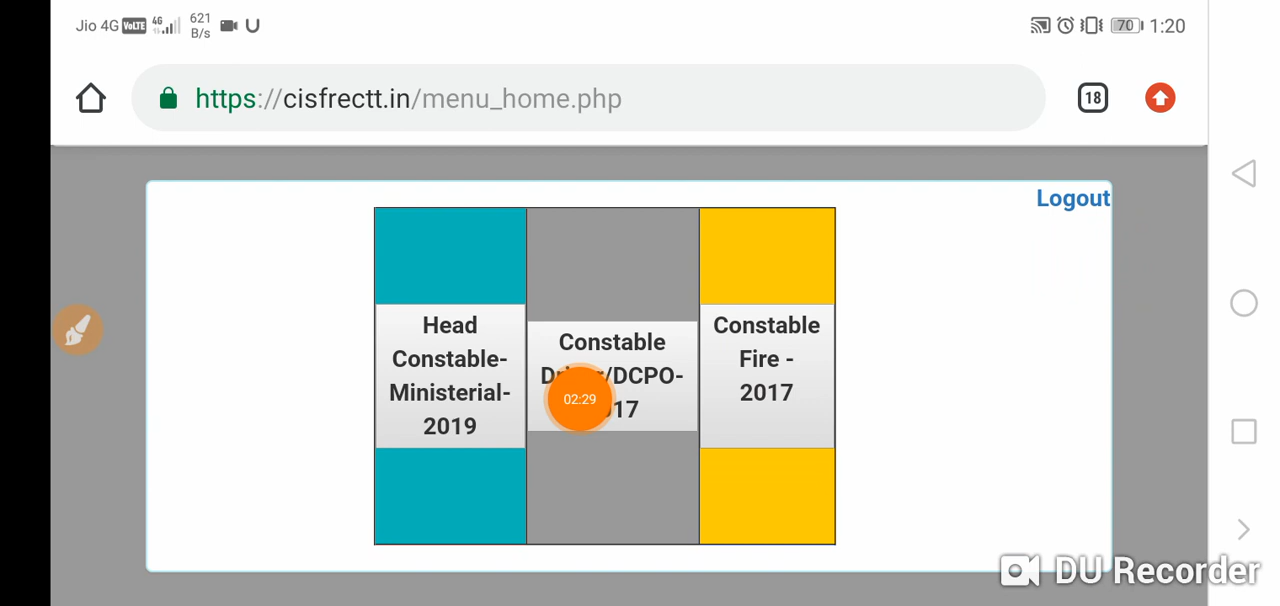 Jio 4G VoLTE 4G 621 B/s
70 1:20
https://cisfrectt.in/menu_home.php
18
Logout
Head
Constable-
Ministerial-
2019
Constable
/DCPO-
17
02:29
Constable
Fire -
2017
DU Recorder